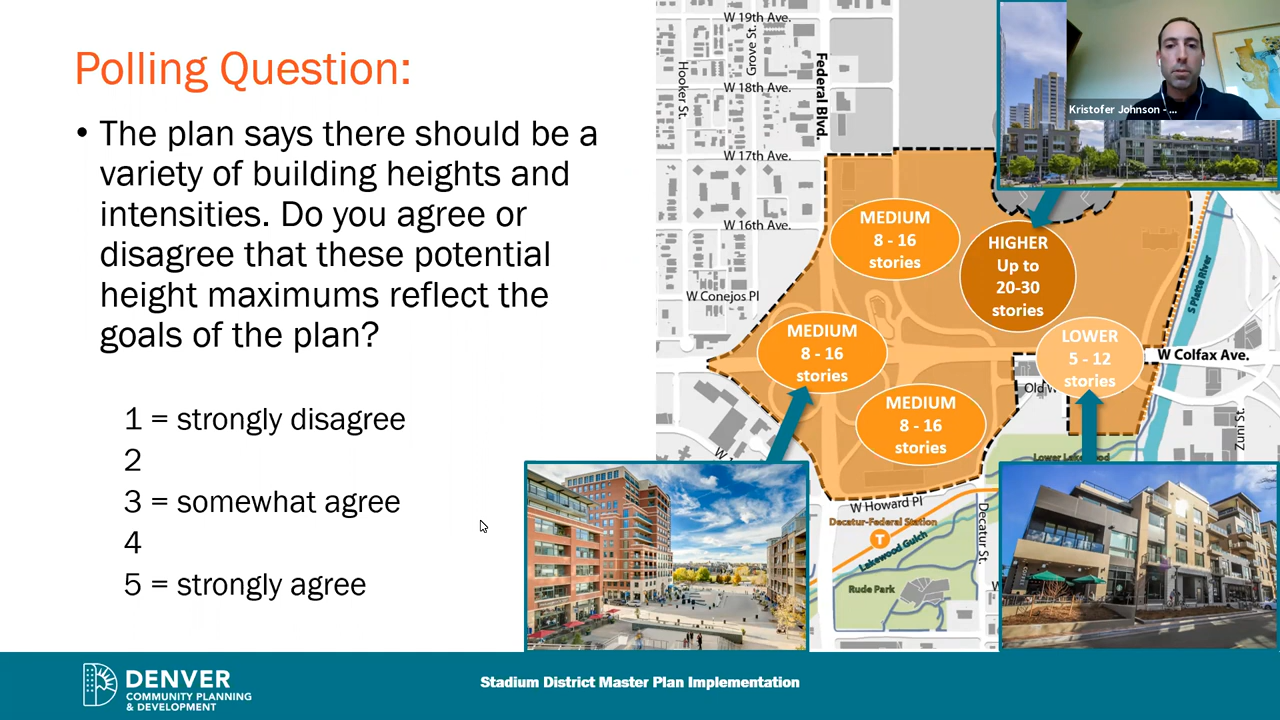 Polling Question:
• The plan says there should be a
variety of building heights and
intensities. Do you agree or
disagree that these potential
height maximums reflect the
goals of the plan?
1 = strongly disagree
2
3 = somewhat agree
4
5 = strongly agree
W 19th Ave.
Grove St.
Hooker St.
Federal Blvd.
W 18th Ave.
W 17th Ave.
W 16th Ave.
W Conejos Pl
Kristofer Johnson - ...
MEDIUM
8 - 16
stories
HIGHER
Up to
20-30
stories
S Platte River
MEDIUM
8 - 16
stories
LOWER
5 - 12
stories
W Colfax Ave.
MEDIUM
8 - 16
stories
Zuni St.
W Howard Pl
Decatur-Federal Station
T
Lakewood Gulch
Decatur St.
Rude Park
DENVER
COMMUNITY PLANNING
& DEVELOPMENT
Stadium District Master Plan Implementation